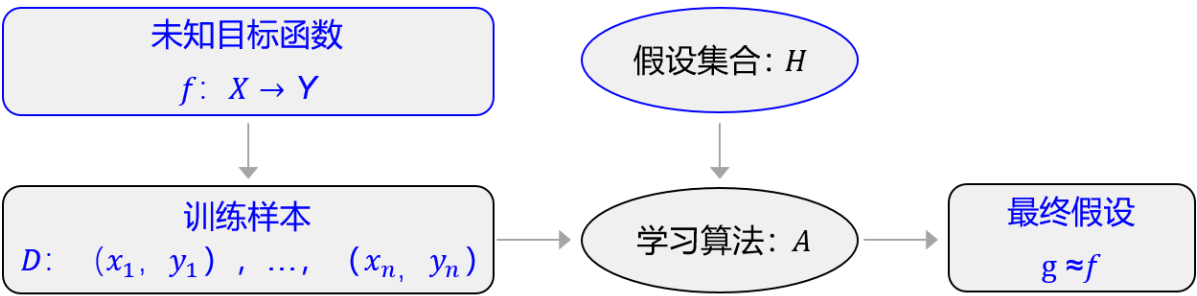 未知目标函数
f：X → Y
假设集合：H
训练样本
D：（x₁，y₁），…，（xₙ，yₙ）
学习算法：A
最终假设
g ≈f